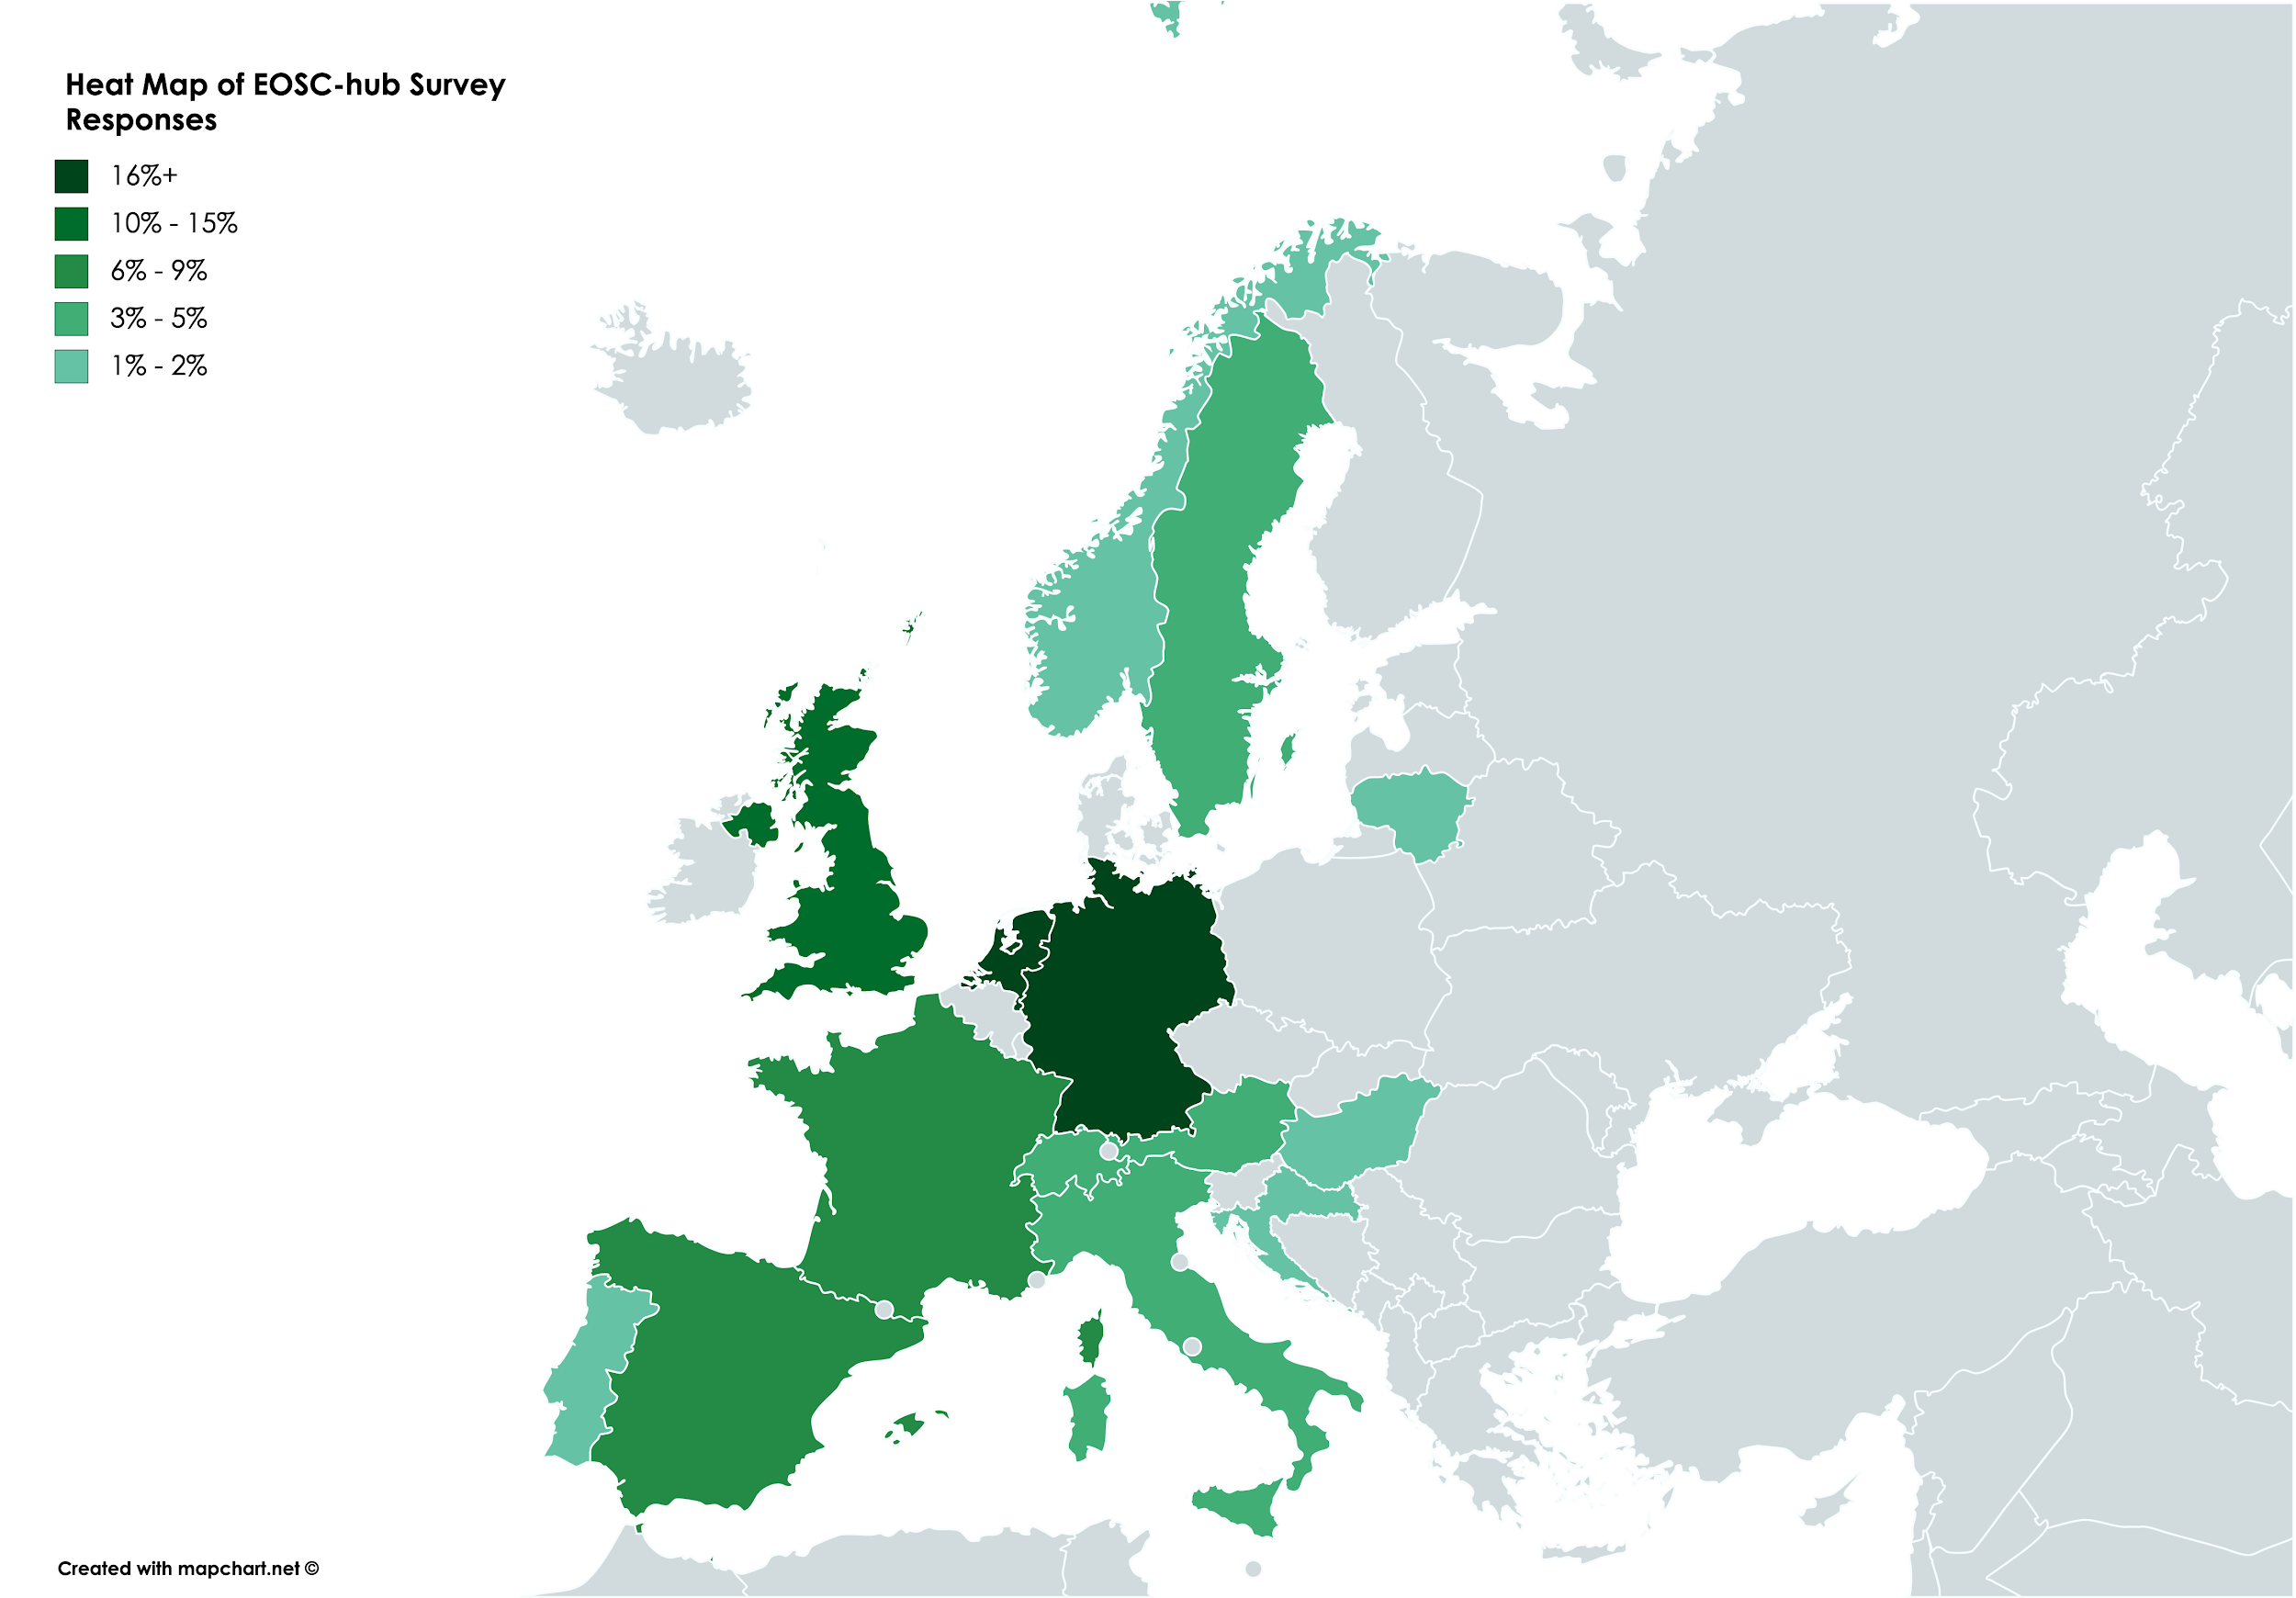 Heat Map of EOSC-hub Survey
Responses
16%+
10% - 15%
6% - 9%
3% - 5%
1% - 2%
Created with mapchart.net ©